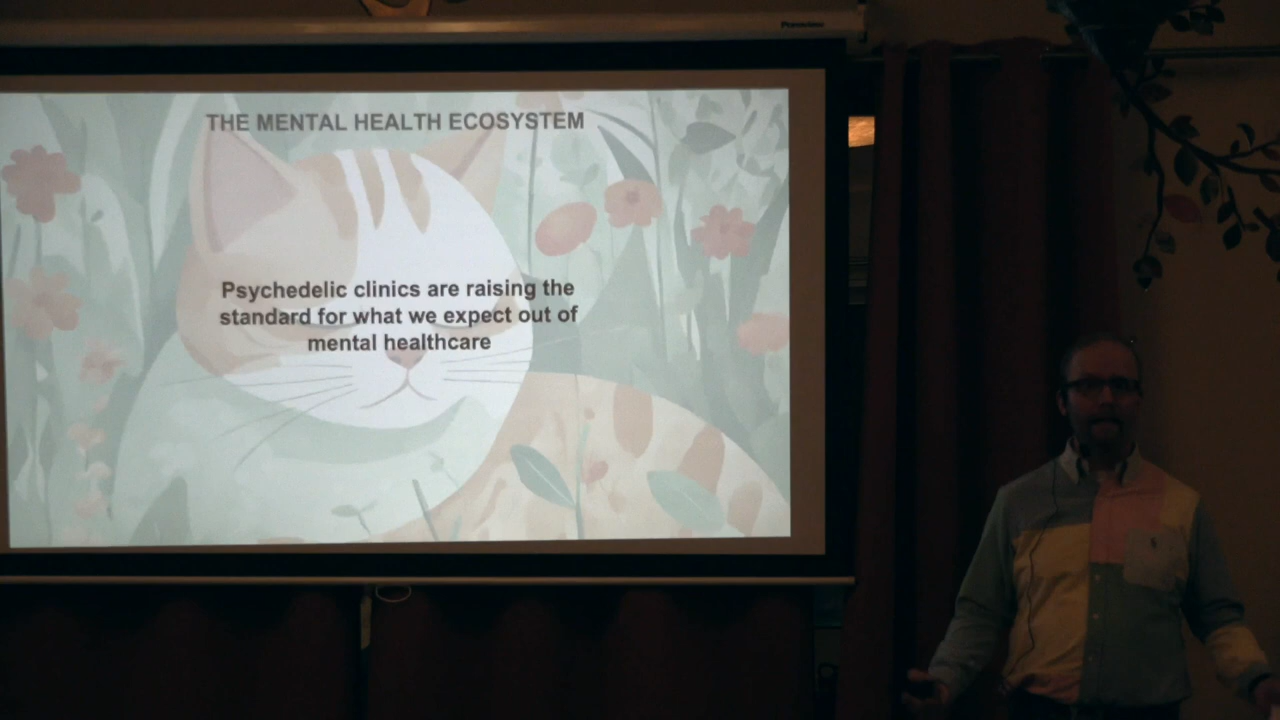 THE MENTAL HEALTH ECOSYSTEM
Psychedelic clinics are raising the
standard for what we expect out of
mental healthcare